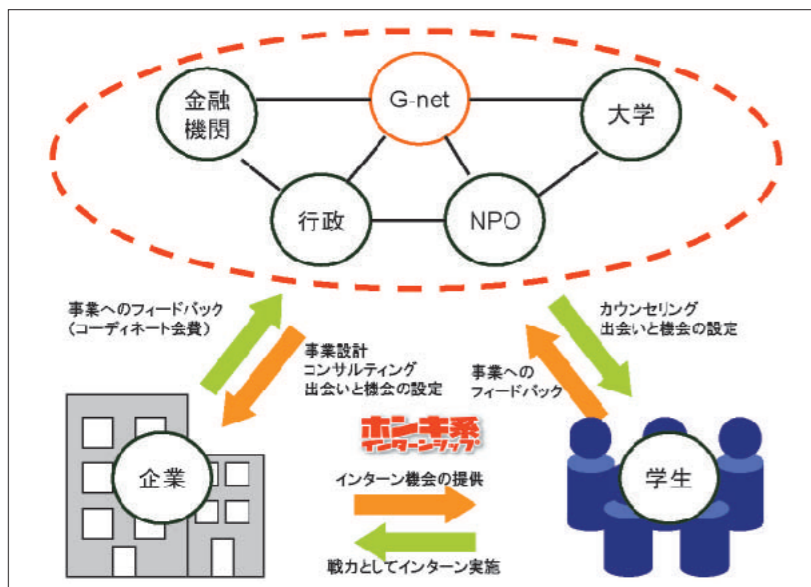 金融
機関
G-net
大学
行政
NPO
事業へのフィードバック
（コーディネート会費）
事業設計
コンサルティング
出会いと機会の設定
カウンセリング
出会いと機会の設定
事業への
フィードバック
ホンキ系
インターンシップ
企業
インターン機会の提供
学生
戦力としてインターン実施